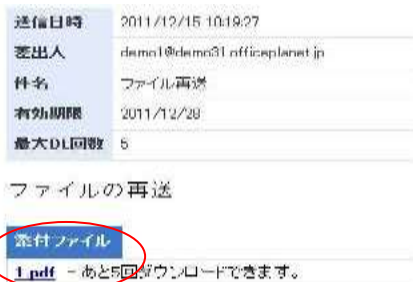 送信日時 2011/12/15 10:19:27
差出人 demo1@demo31.officeplanet.jp
件名 ファイル再送
有効期限 2011/12/28
最大DL回数 5
ファイルの再送
添付ファイル
1.pdf - あと5回ダウンロードできます。